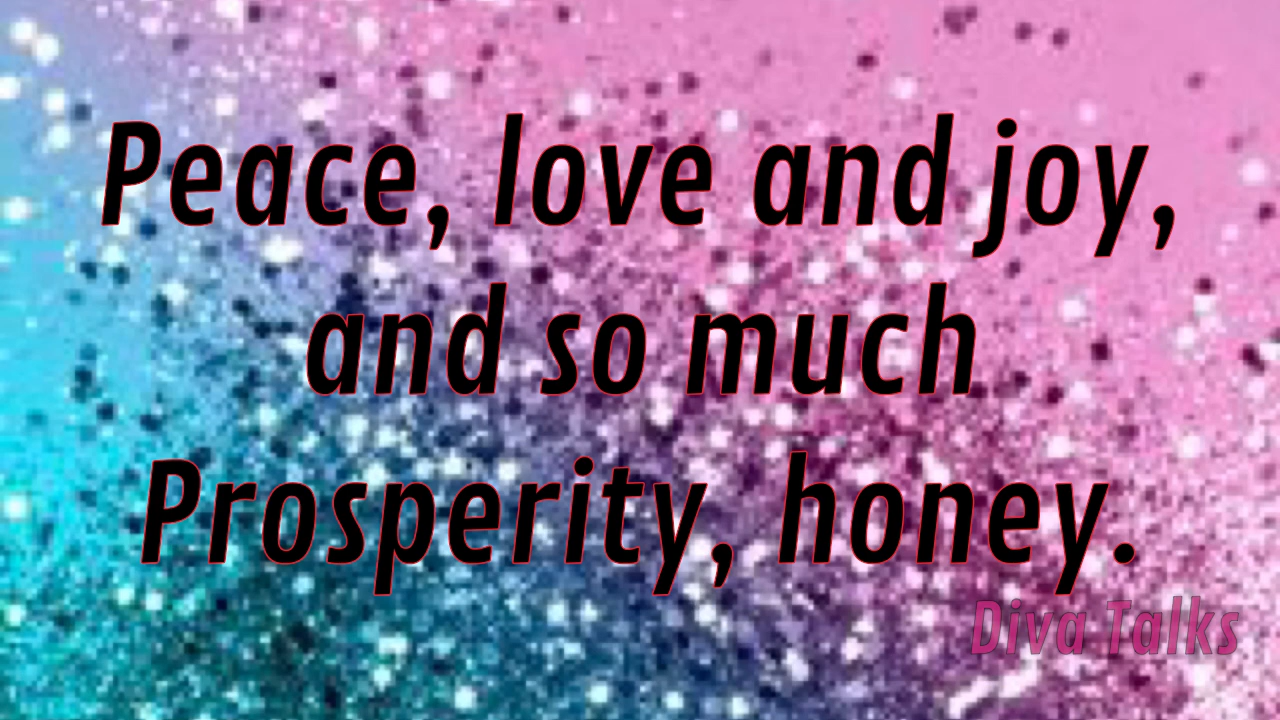 Peace, love and joy,
and so much
Prosperity, honey.
Diva Talks